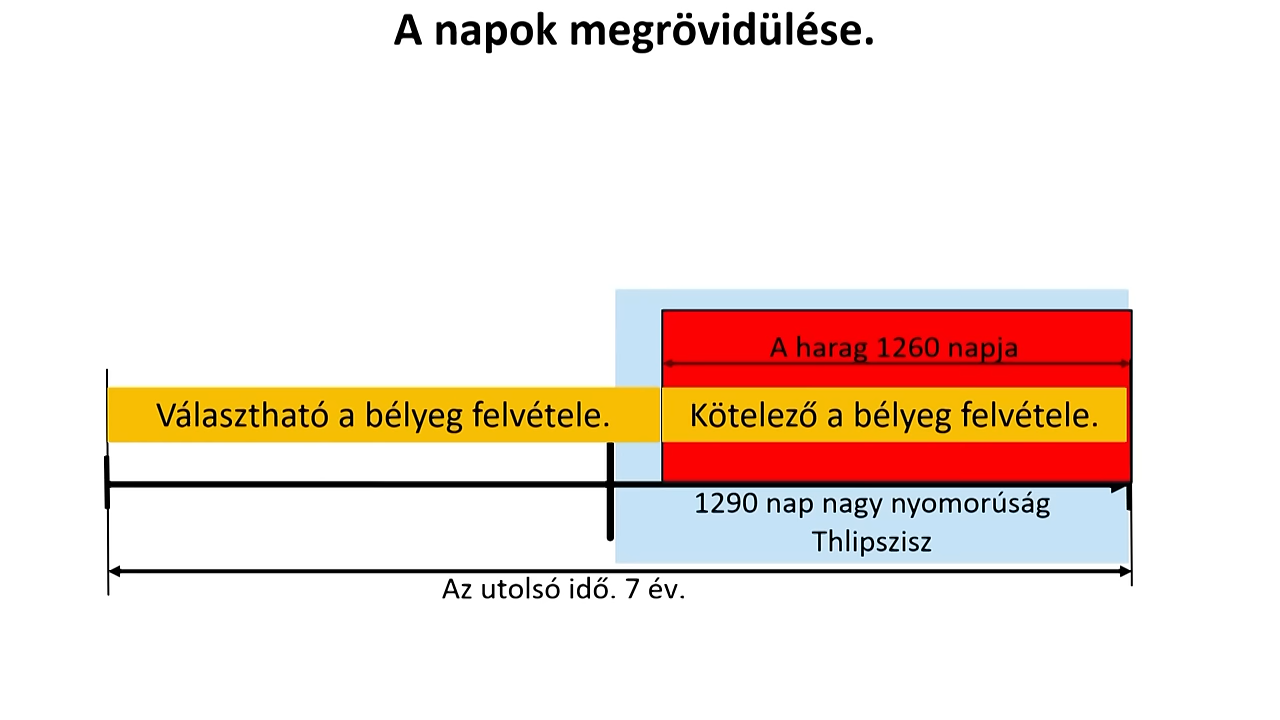 A napok megrövidülése.
A harag 1260 napja
Választható a bélyeg felvétele.
Kötelező a bélyeg felvétele.
1290 nap nagy nyomorúság
Thlipszisz
Az utolsó idő. 7 év.